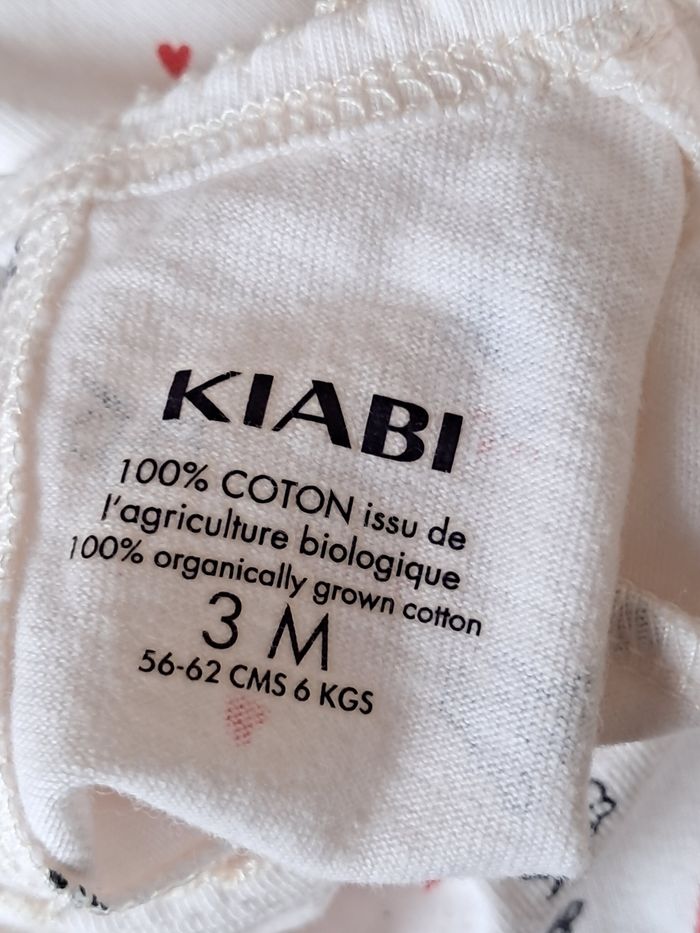 KIABI
100% COTON issu de
l'agriculture biologique
100% organically grown cotton
3 M
56-62 CMS 6 KGS